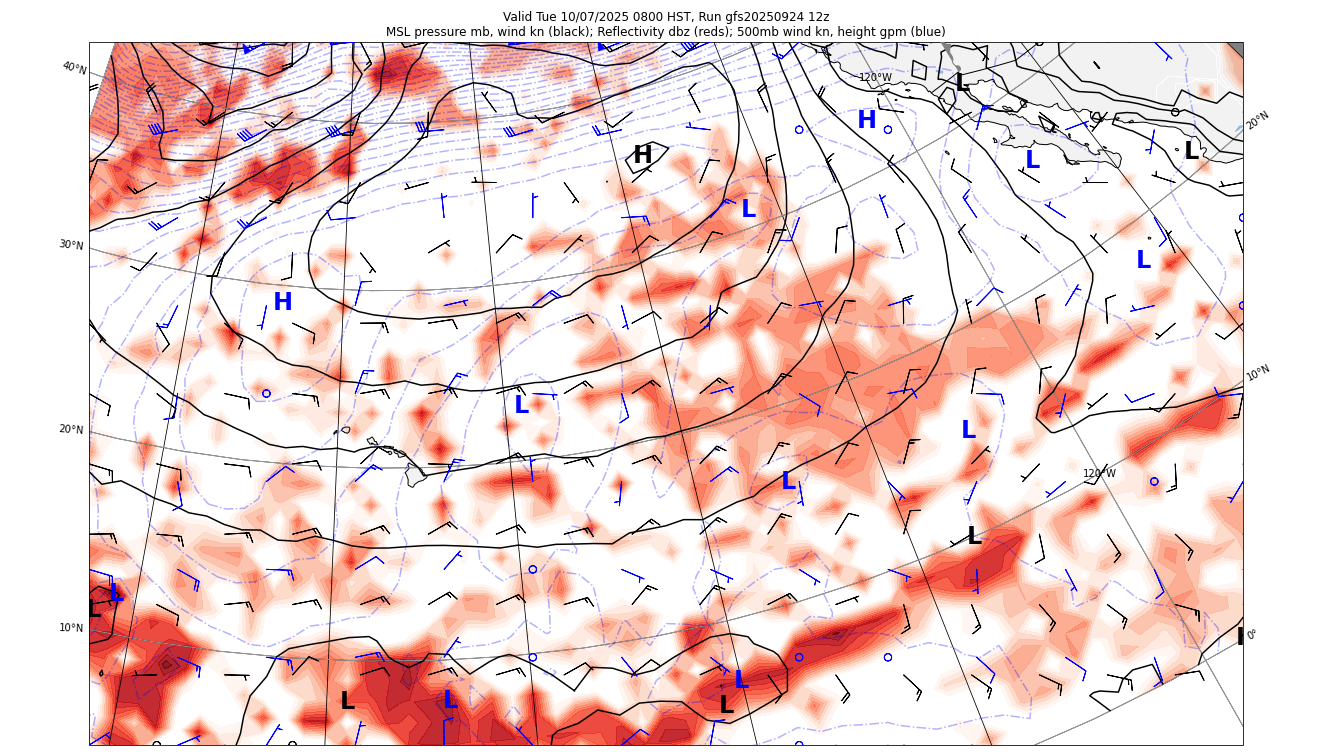 Valid Tue 10/07/2025 0800 HST, Run gfs20250924 12z
MSL pressure mb, wind kn (black); Reflectivity dbz (reds); 500mb wind kn, height gpm (blue)
40°N
120°W
L
H
20°N
H
L
L
L
30°N
L
H
10°N
L
20°N
L
120°W
L
L
L
L
10°N
H
0°
L
L
L
L